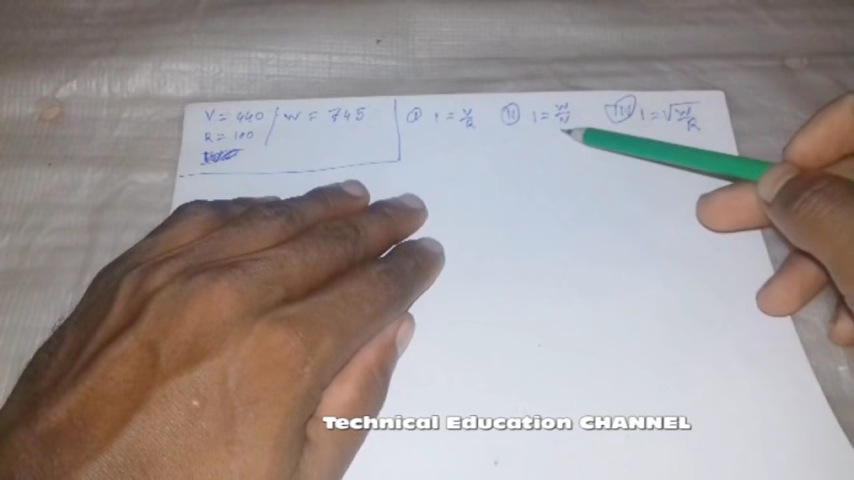 V = 440 / W = 745
R = 100
I I = V/R II I = W/V III I = √W/R
Technical Education CHANNEL